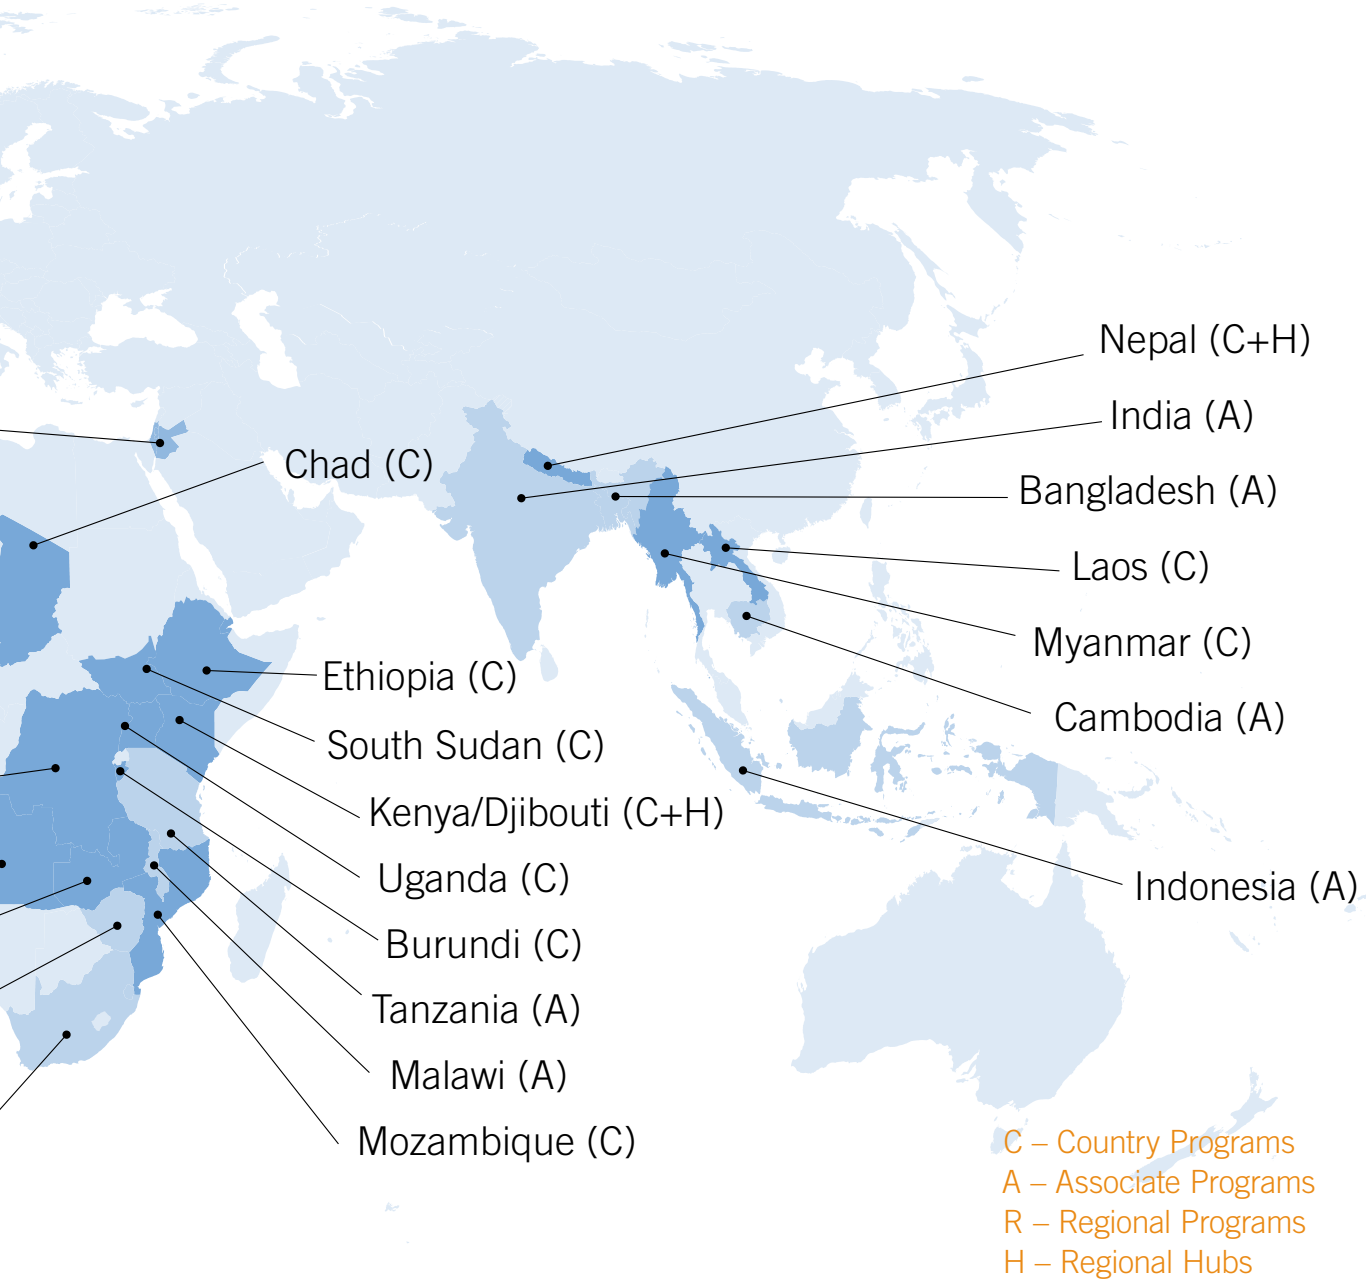 Nepal (C+H)
India (A)
Chad (C)
Bangladesh (A)
Laos (C)
Myanmar (C)
Ethiopia (C)
Cambodia (A)
South Sudan (C)
Kenya/Djibouti (C+H)
Uganda (C)
Indonesia (A)
Burundi (C)
Tanzania (A)
Malawi (A)
Mozambique (C)
C – Country Programs
A – Associate Programs
R – Regional Programs
H – Regional Hubs